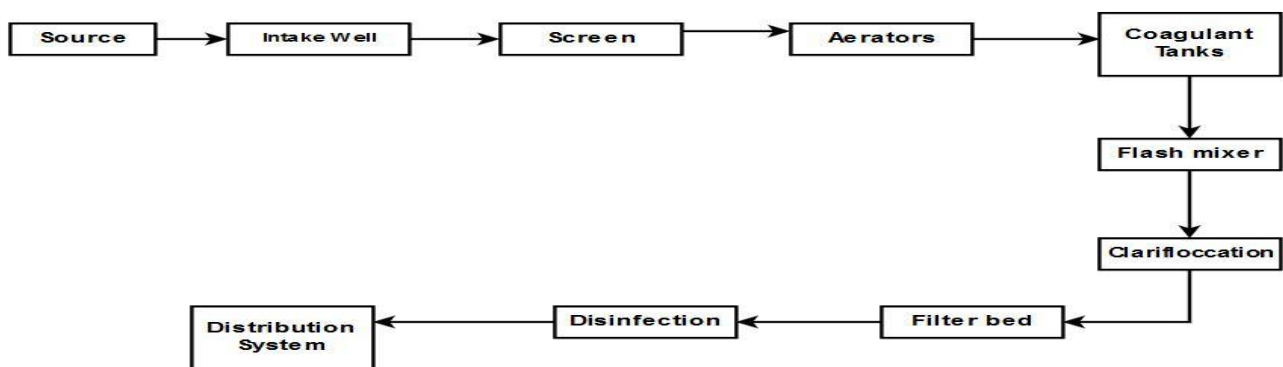 Source
Intake Well
Screen
Aerators
Coagulant
Tanks
Flash mixer
Clarifloccation
Filter bed
Disinfection
Distribution
System